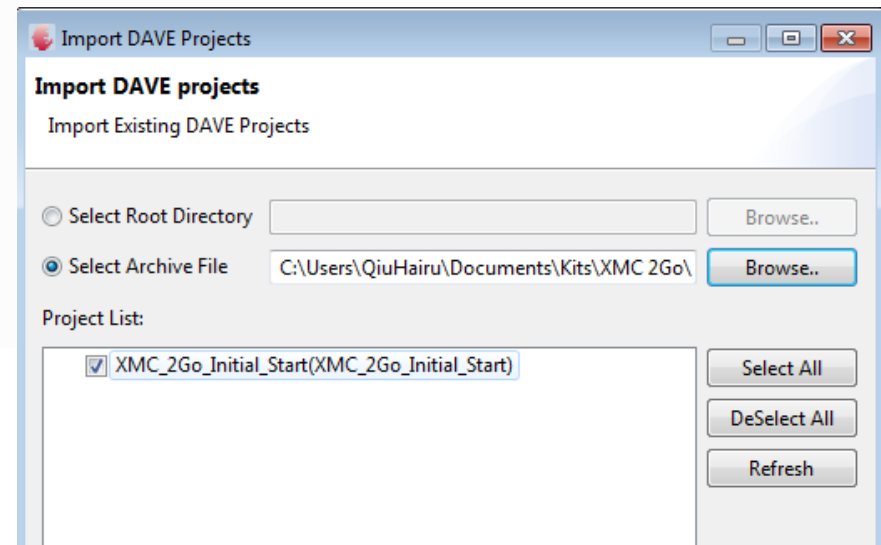 Import DAVE Projects
Import DAVE projects
Import Existing DAVE Projects
Select Root Directory Browse..
Select Archive File C:\Users\QiuHairu\Documents\Kits\XMC 2Go\ Browse..
Project List:
XMC_2Go_Initial_Start(XMC_2Go_Initial_Start)
Select All
DeSelect All
Refresh